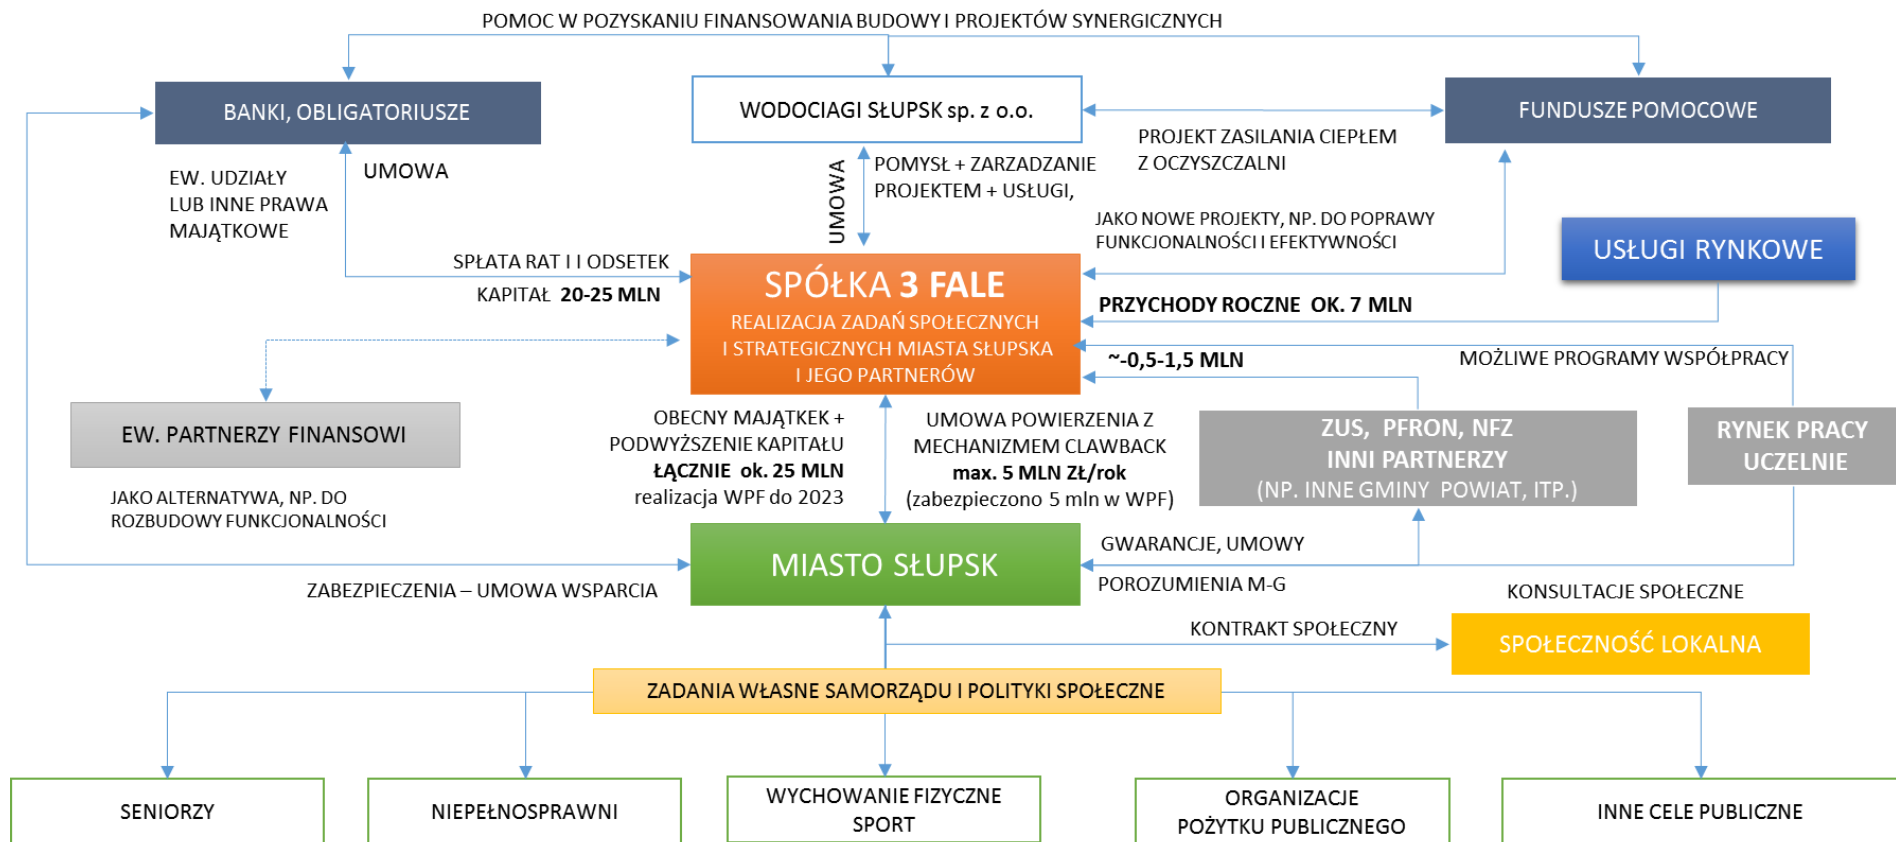 POMOC W POZYSKANIU FINANSOWANIA BUDOWY I PROJEKTÓW SYNERGICZNYCH
BANKI, OBLIGATORIUSZE
WODOCIAGI SŁUPSK sp. z o.o.
FUNDUSZE POMOCOWE
PROJEKT ZASILANIA CIEPŁEM
Z OCZYSZCZALNI
EW. UDZIAŁY
LUB INNE PRAWA
MAJĄTKOWE
UMOWA
UMOWA
POMYSŁ + ZARZADZANIE
PROJEKTEM + USŁUGI,
JAKO NOWE PROJEKTY, NP. DO POPRAWY
FUNKCJONALNOŚCI I EFEKTYWNOŚCI
USŁUGI RYNKOWE
SPŁATA RAT I I ODSETEK
KAPITAŁ 20-25 MLN
SPÓŁKA 3 FALE
REALIZACJA ZADAŃ SPOŁECZNYCH
I STRATEGICZNYCH MIASTA SŁUPSKA
I JEGO PARTNERÓW
PRZYCHODY ROCZNE OK. 7 MLN
~-0,5-1,5 MLN
MOŻLIWE PROGRAMY WSPÓŁPRACY
EW. PARTNERZY FINANSOWI
JAKO ALTERNATYWA, NP. DO
ROZBUDOWY FUNKCJONALNOŚCI
OBECNY MAJĄTKEK +
PODWYŻSZENIE KAPITAŁU
ŁĄCZNIE ok. 25 MLN
realizacja WPF do 2023
UMOWA POWIERZENIA Z
MECHANIZMEM CLAWBACK
max. 5 MLN ZŁ/rok
(zabezpieczono 5 mln w WPF)
ZUS, PFRON, NFZ
INNI PARTNERZY
(NP. INNE GMINY POWIAT, ITP.)
RYNEK PRACY
UCZELNIE
MIASTO SŁUPSK
GWARANCJE, UMOWY
POROZUMIENIA M-G
ZABEZPIECZENIA – UMOWA WSPARCIA
KONSULTACJE SPOŁECZNE
KONTRAKT SPOŁECZNY
SPOŁECZNOŚĆ LOKALNA
ZADANIA WŁASNE SAMORZĄDU I POLITYKI SPOŁECZNE
SENIORZY
NIEPEŁNOSPRAWNI
WYCHOWANIE FIZYCZNE
SPORT
ORGANIZACJE
POŻYTKU PUBLICZNEGO
INNE CELE PUBLICZNE